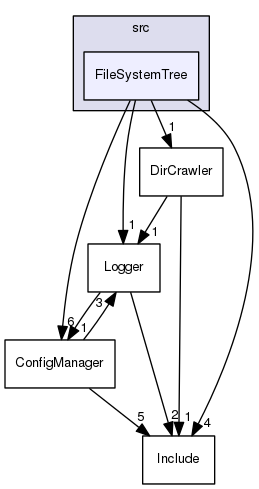 src
FileSystemTree
1
DirCrawler
1
1
Logger
3
6
1
ConfigManager
5
2
1
4
Include